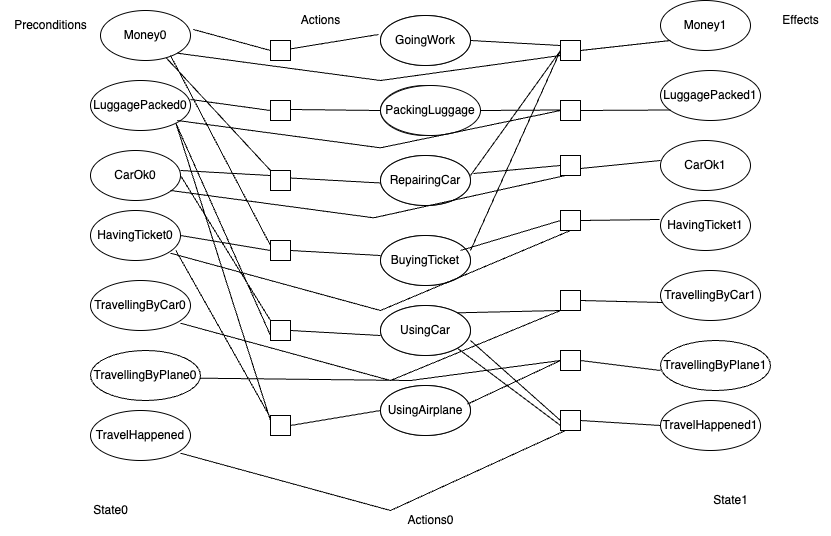 Preconditions
Actions
Effects
Money0
GoingWork
Money1
LuggagePacked0
PackingLuggage
LuggagePacked1
CarOk0
RepairingCar
CarOk1
HavingTicket0
BuyingTicket
HavingTicket1
TravellingByCar0
UsingCar
TravellingByCar1
TravellingByPlane0
UsingAirplane
TravellingByPlane1
TravelHappened
TravelHappened1
State0
Actions0
State1